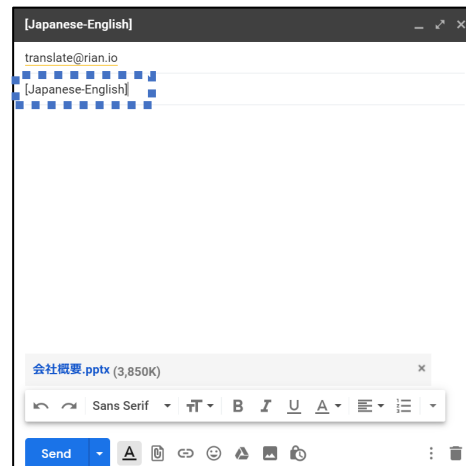 [Japanese-English]
translate@rian.io
[Japanese-English]
会社概要.pptx (3,850K)
Sans Serif
Send